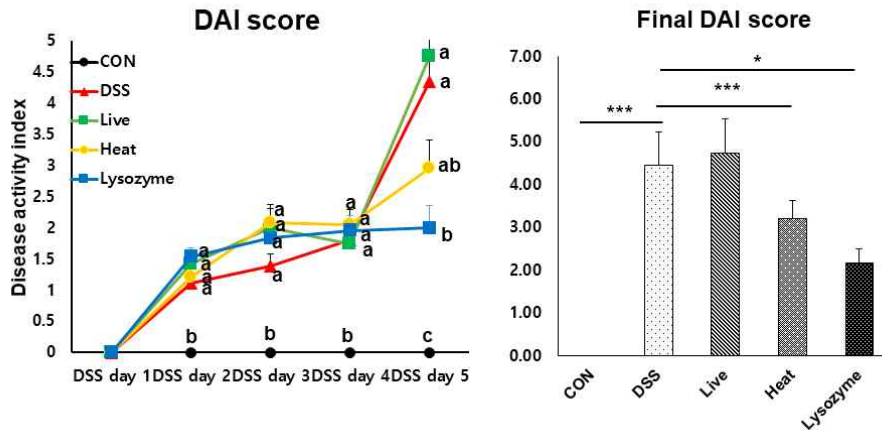 DAI score
Disease activity index
5
4.5
4
3.5
3
2.5
2
1.5
1
0.5
0
CON
DSS
Live
Heat
Lysozyme
a
a
ab
b
a
a
a
a
a
a
a
a
a
a
a
a
b
b
b
c
DSS day 1
DSS day 2
DSS day 3
DSS day 4
DSS day 5
Final DAI score
7.00
6.00
5.00
4.00
3.00
2.00
1.00
0.00
*
***
***
CON
DSS
Live
Heat
Lysozyme